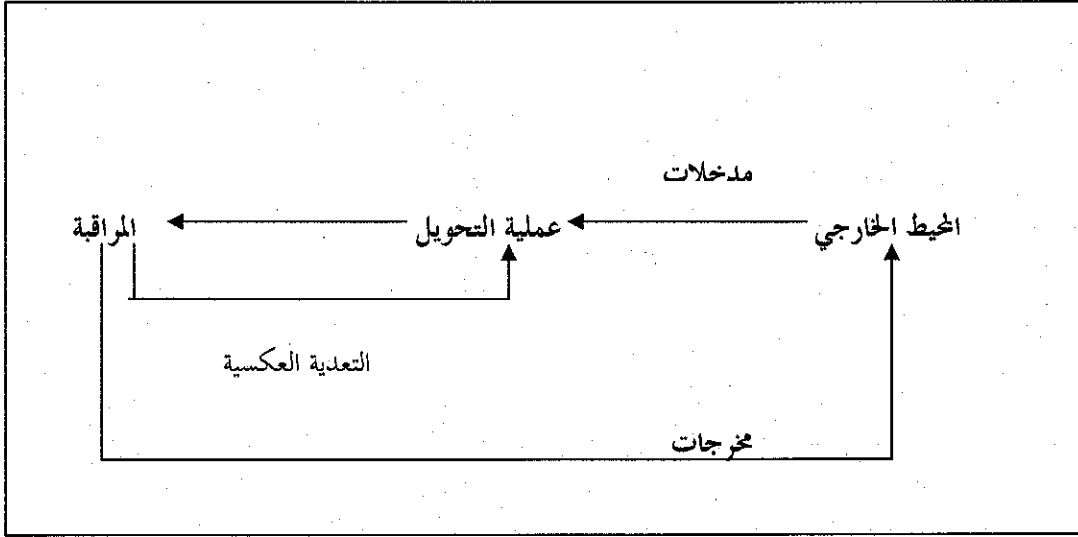 مدخلات
المحيط الخارجي عملية التحويل المراقبة
التعدية العكسية
مخرجات